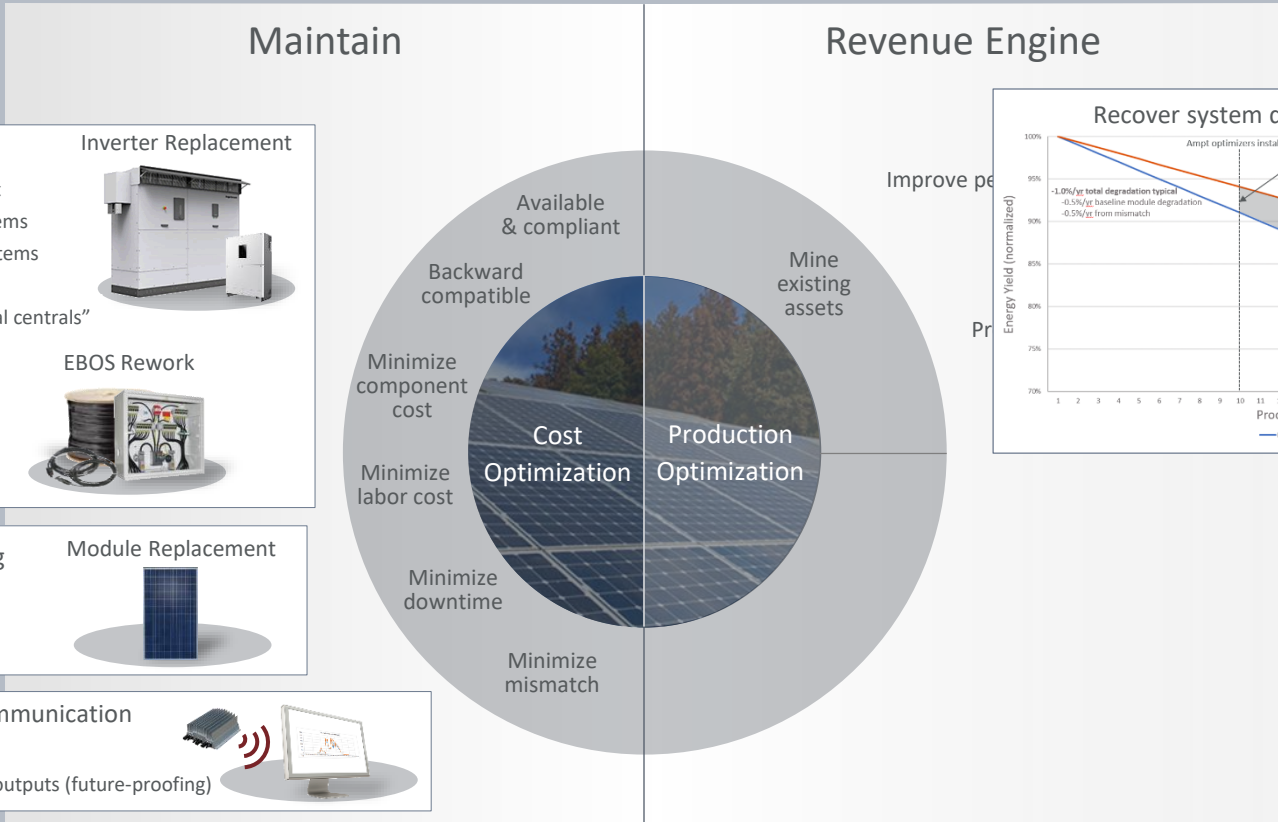 Maintain
Revenue Engine
Inverter Replacement
al centrals”
EBOS Rework
Module Replacement
outputs (future-proofing)
Available
& compliant
Backward
compatible
Minimize
component
cost
Minimize
labor cost
Minimize
downtime
Minimize
mismatch
Cost
Optimization
Production
Optimization
Mine
existing
assets
Improve pe
Pr
Recover system
Ampt optimizers instal
-1.0%/yr total degradation typical
-0.5%/yr baseline module degradation
-0.5%/yr from mismatch
Energy Yield (normalized)
100%
95%
90%
85%
80%
75%
70%
1 2 3 4 5 6 7 8 9 10 11
Prod